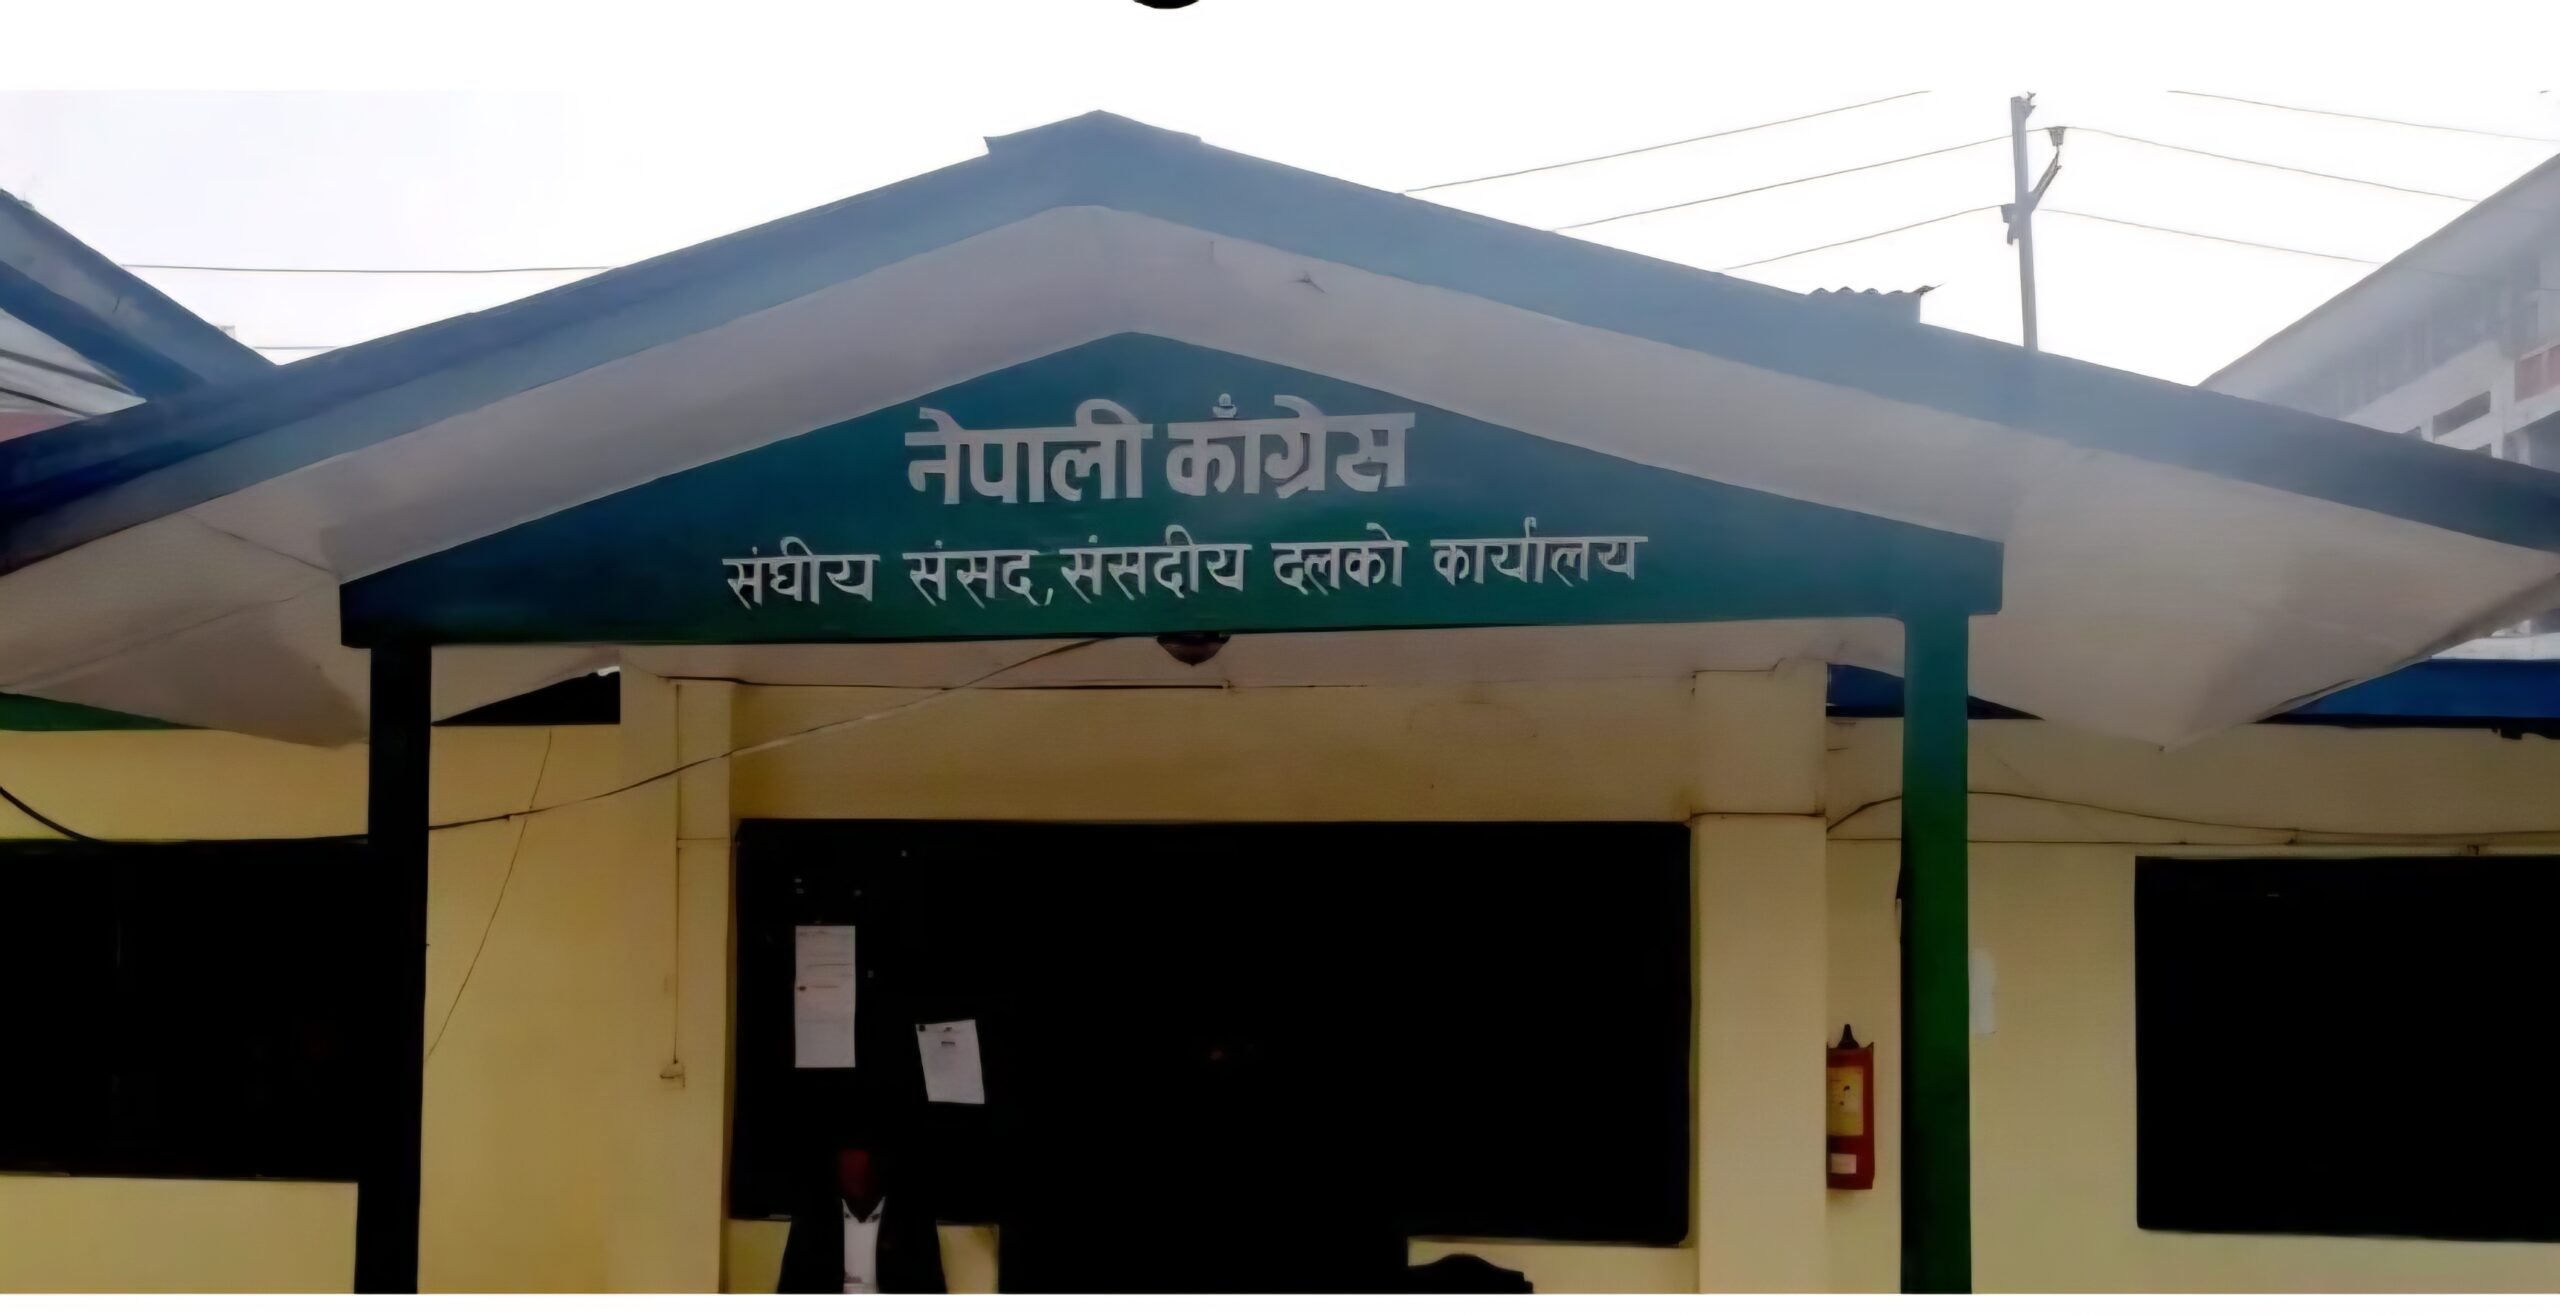 नेपाली काँग्रेस
संघीय संसद, संसदीय दलको कार्यालय